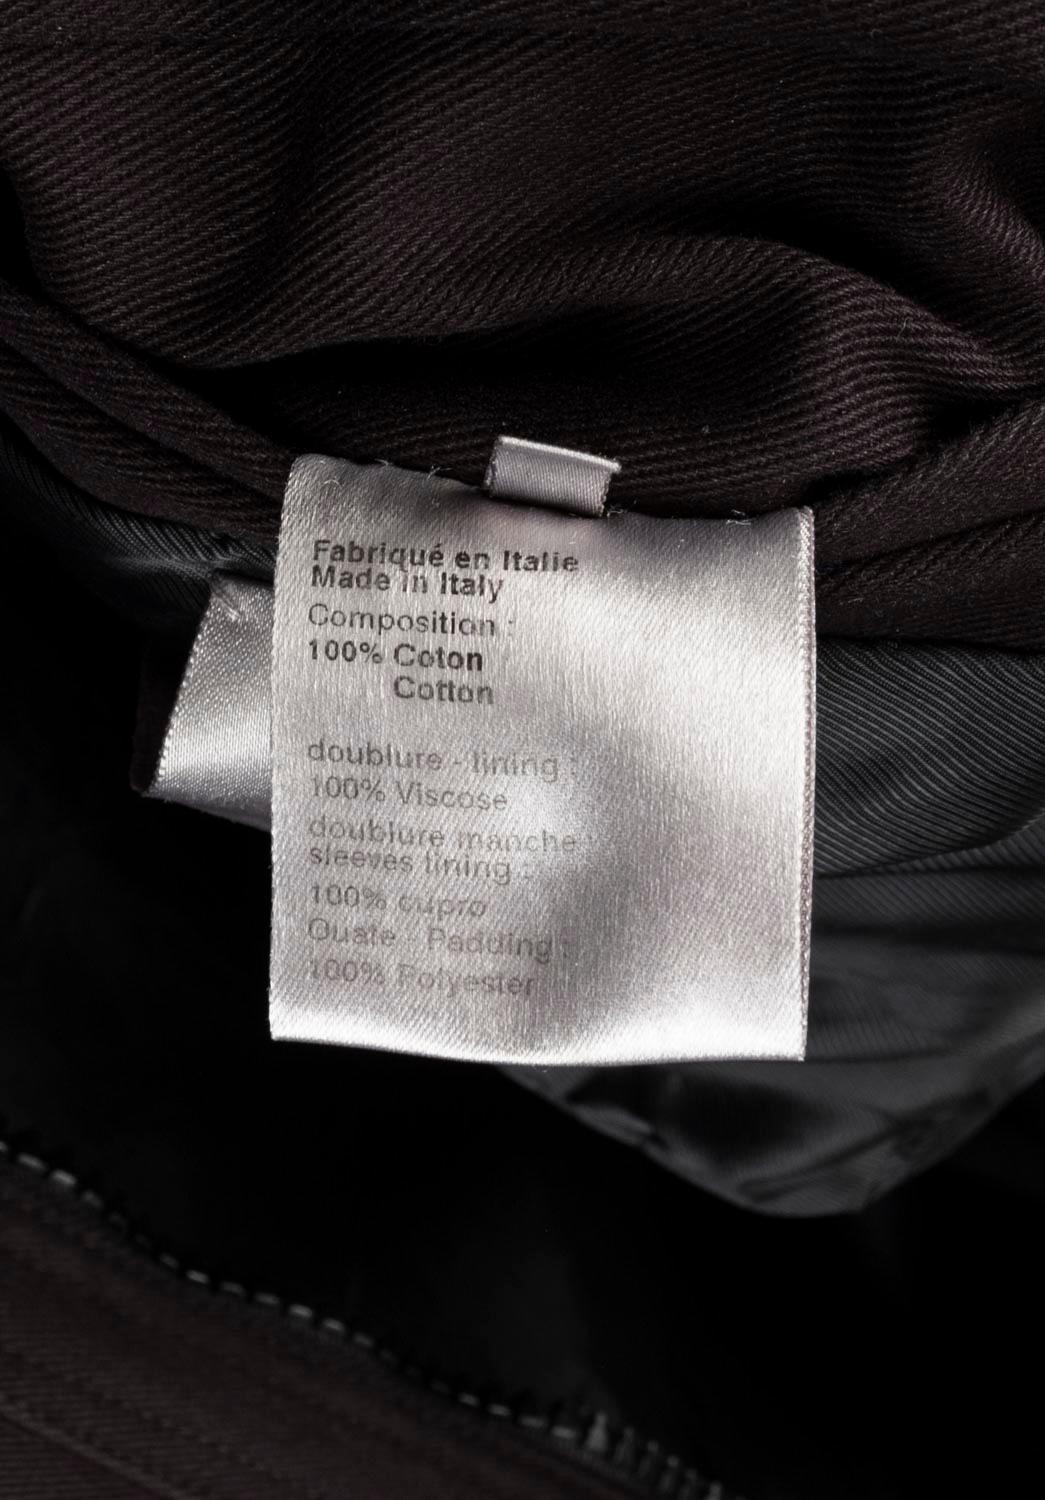 Fabriqué en Italie
Made in Italy
Composition :
100% Coton
Cotton
doublure - lining :
100% Viscose
doublure manche :
sleeves lining :
100% cupro
Ouate - Padding :
100% Polyester